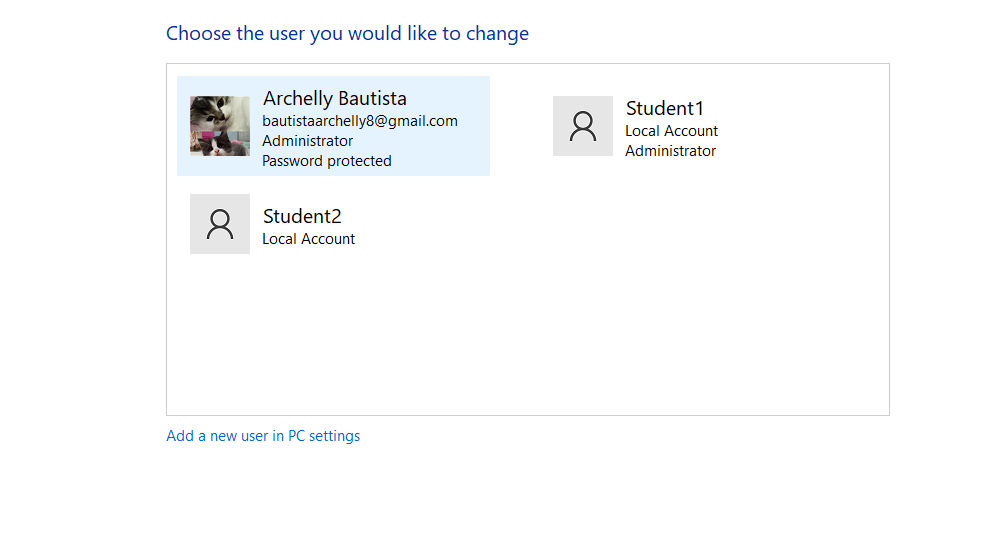 Choose the user you would like to change
Archelly Bautista
bautistaarchelly8@gmail.com
Administrator
Password protected
Student1
Local Account
Administrator
Student2
Local Account
Add a new user in PC settings